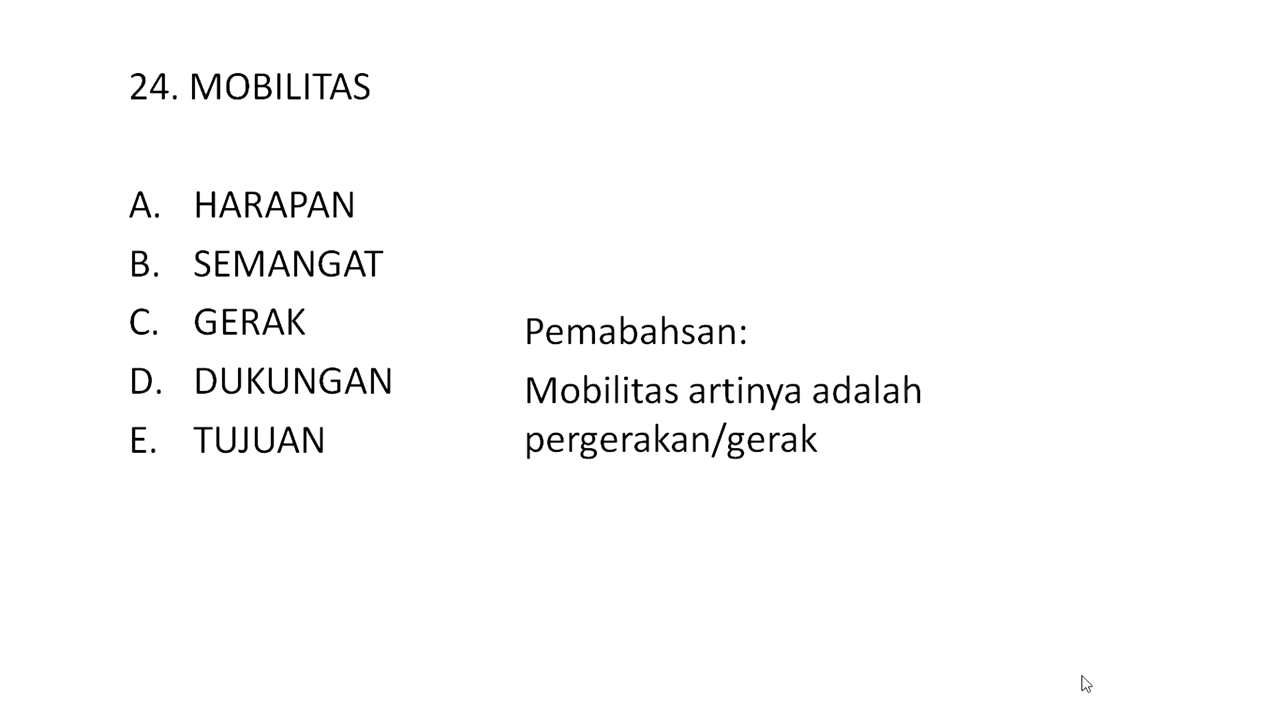 24. MOBILITAS
A. HARAPAN
B. SEMANGAT
C. GERAK
D. DUKUNGAN
E. TUJUAN
Pemabahsan:
Mobilitas artinya adalah
pergerakan/gerak